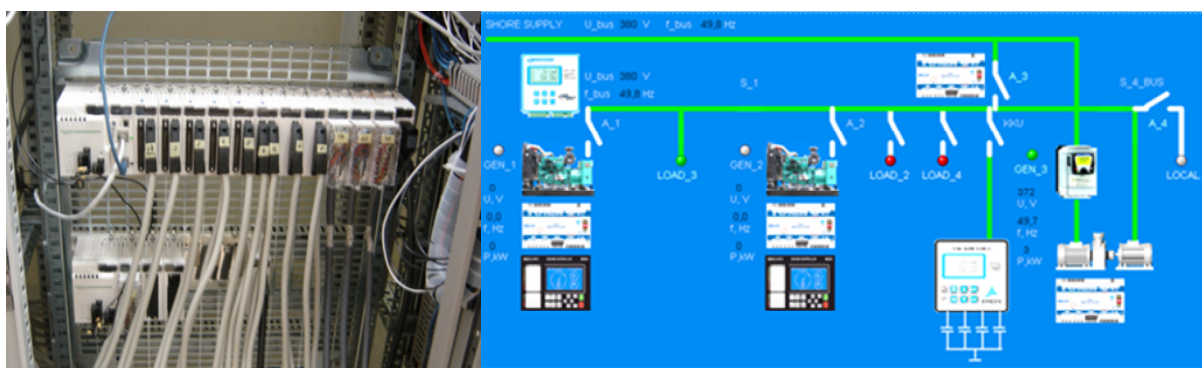 SHORE SUPPLY U_bus 380 V f_bus 49,8 Hz
U_bus 380 V
f_bus 49,8 Hz
S_1
A_3
S_4_BUS
A_1
A_2
KKU
A_4
GEN_1
LOAD_3
GEN_2
LOAD_2
LOAD_4
GEN_3
LOCAL
0
U, V
0,0
f, Hz
0
P,kW
0
U, V
0,0
f, Hz
0
P,kW
372
U, V
49,7
f, Hz
3
P,kW